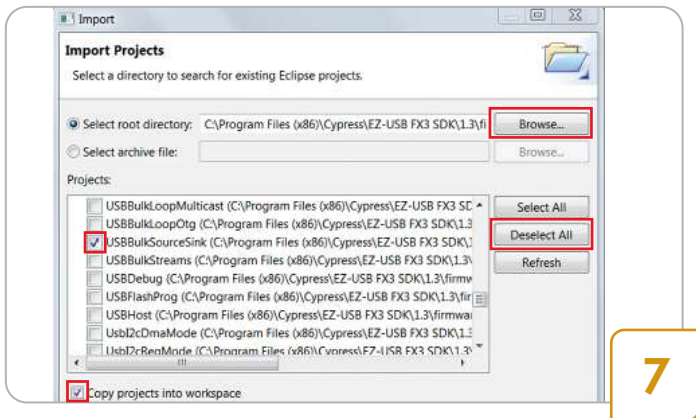 Import
Import Projects
Select a directory to search for existing Eclipse projects.
Select root directory: C:\Program Files (x86)\Cypress\EZ-USB FX3 SDK\1.3\fi Browse...
Select archive file: Browse...
Projects:
USBBulkLoopMulticast (C:\Program Files (x86)\Cypress\EZ-USB FX3 SD Select All
USBBulkLoopOtg (C:\Program Files (x86)\Cypress\EZ-USB FX3 SDK\1.3
USBBulkSourceSink (C:\Program Files (x86)\Cypress\EZ-USB FX3 SDK\ Deselect All
USBBulkStreams (C:\Program Files (x86)\Cypress\EZ-USB FX3 SDK\1.3\ Refresh
USBDebug (C:\Program Files (x86)\Cypress\EZ-USB FX3 SDK\1.3\firmw
USBFlashProg (C:\Program Files (x86)\Cypress\EZ-USB FX3 SDK\1.3\fir
USBHost (C:\Program Files (x86)\Cypress\EZ-USB FX3 SDK\1.3\firmwar
UsbI2cDmaMode (C:\Program Files (x86)\Cypress\EZ-USB FX3 SDK\1.3
UsbI2cRegMode (C:\Program Files (x86)\Cypress\EZ-USB FX3 SDK\1.3\
Copy projects into workspace
7